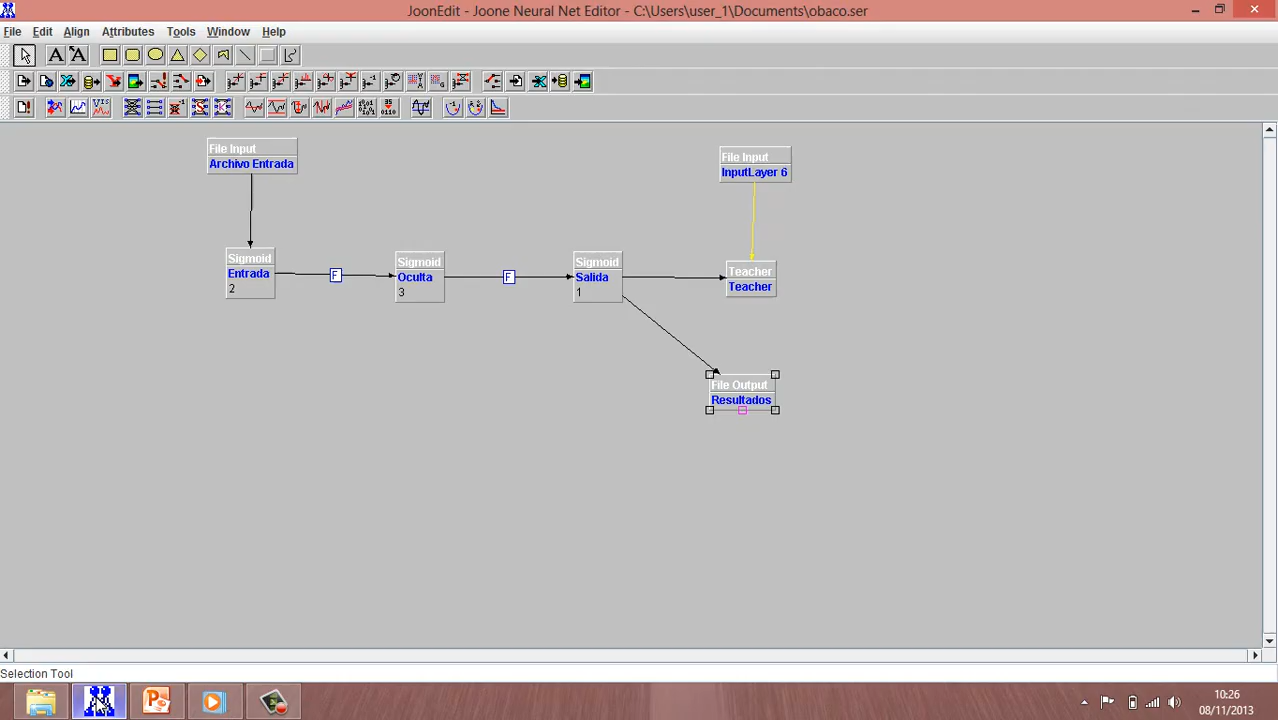 JoonEdit - Joone Neural Net Editor - C:\Users\user_1\Documents\obaco.ser
File Edit Align Attributes Tools Window Help
File Input
Archivo Entrada
File Input
InputLayer 6
Sigmoid
Entrada
2
F
Sigmoid
Oculta
3
F
Sigmoid
Salida
1
Teacher
Teacher
File Output
Resultados
Selection Tool
10:26
08/11/2013